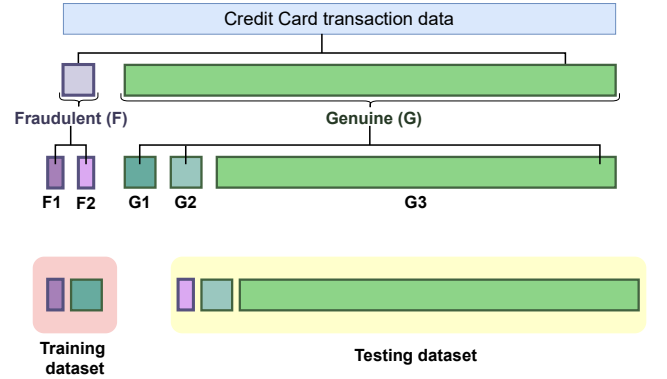 Credit Card transaction data
Fraudulent (F)
Genuine (G)
F1
F2
G1
G2
G3
Training
dataset
Testing dataset